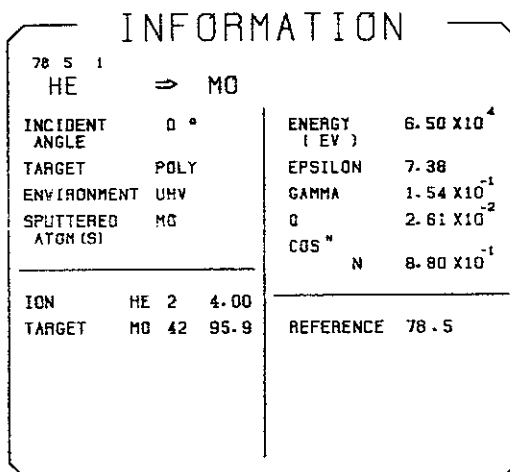 INFORMATION
78 5 1
HE ⇒ MO
INCIDENT ANGLE 0 °
TARGET POLY
ENVIRONMENT UHV
SPUTTERED ATOM(S) MO
ION HE 2 4.00
TARGET MO 42 95.9
ENERGY (EV) 6.50 X10^4
EPSILON 7.38
GAMMA 1.54 X10^-1
Q 2.61 X10^-2
COS^N
N 8.80 X10^-1
REFERENCE 78.5